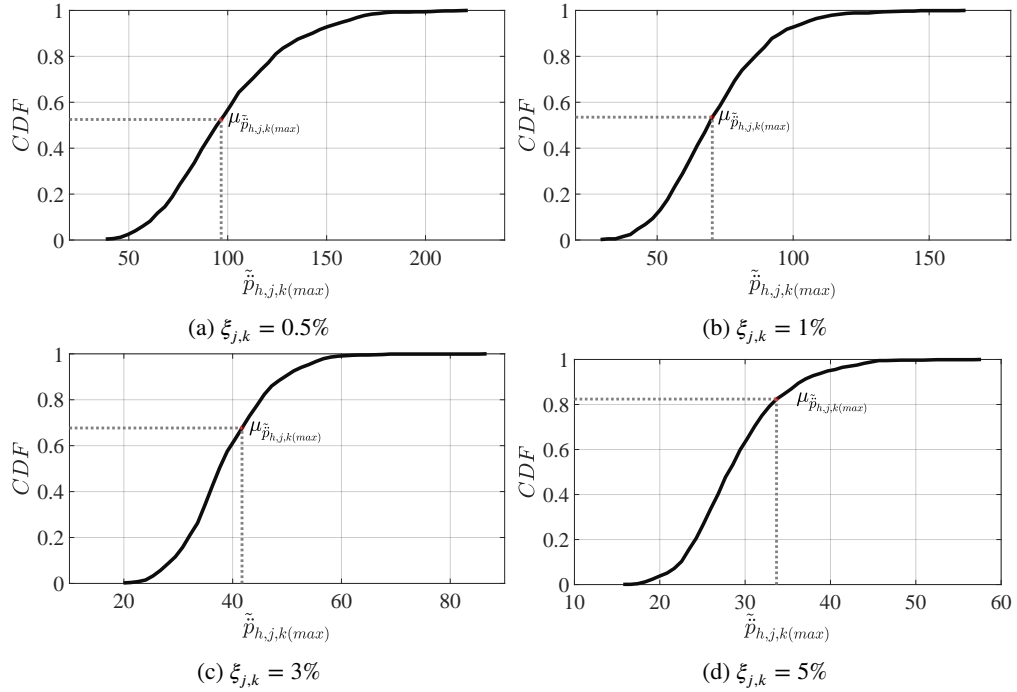 1
0.8
0.6
0.4
0.2
0
CDF
μ_{\tilde{\ddot{p}}_{h,j,k(max)}}
50 100 150 200
\tilde{\ddot{p}}_{h,j,k(max)}
(a) ξ_{j,k} = 0.5%
1
0.8
0.6
0.4
0.2
0
CDF
μ_{\tilde{\ddot{p}}_{h,j,k(max)}}
50 100 150
\tilde{\ddot{p}}_{h,j,k(max)}
(b) ξ_{j,k} = 1%
1
0.8
0.6
0.4
0.2
0
CDF
μ_{\tilde{\ddot{p}}_{h,j,k(max)}}
20 40 60 80
\tilde{\ddot{p}}_{h,j,k(max)}
(c) ξ_{j,k} = 3%
1
0.8
0.6
0.4
0.2
0
CDF
μ_{\tilde{\ddot{p}}_{h,j,k(max)}}
10 20 30 40 50 60
\tilde{\ddot{p}}_{h,j,k(max)}
(d) ξ_{j,k} = 5%